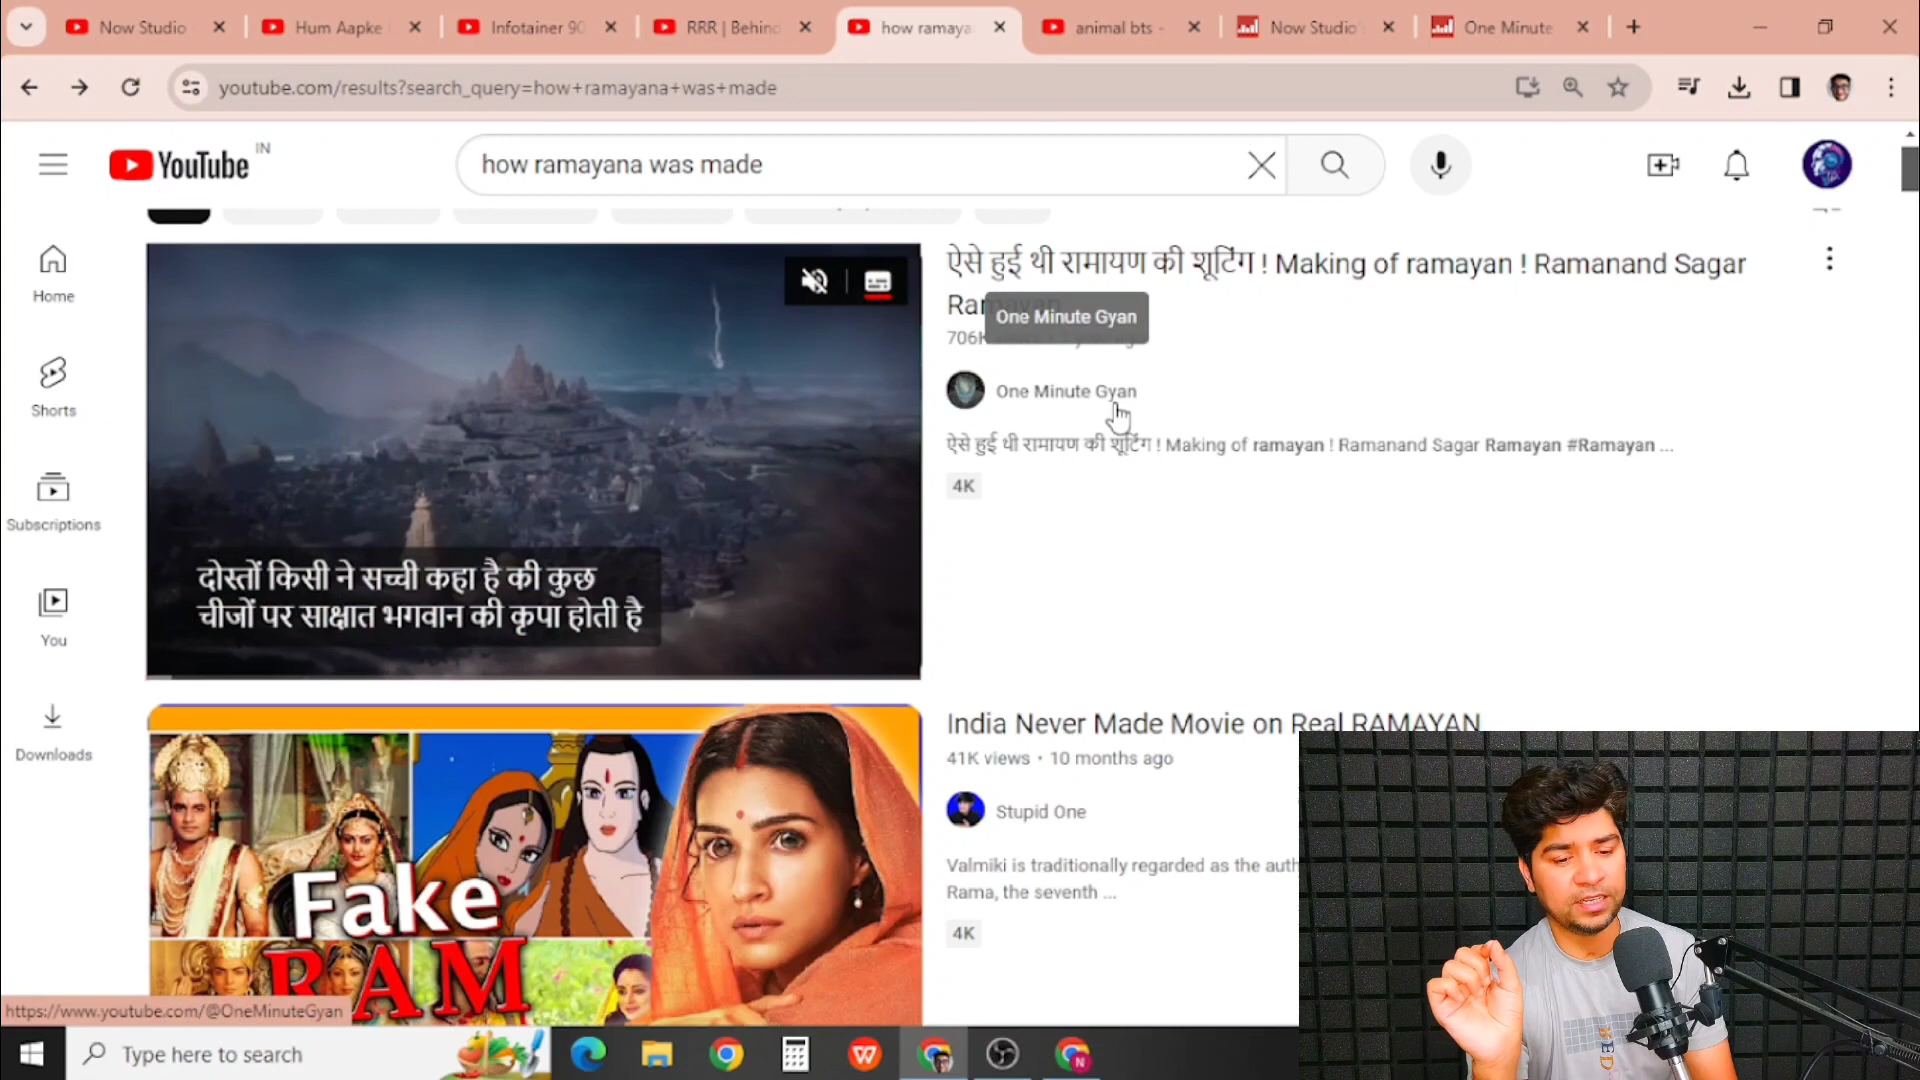 Now Studio
Hum Aapke
Infotainer 90
RRR | Behind
how ramaya
animal bts -
Now Studio's
One Minute
youtube.com/results?search_query=how+ramayana+was+made
YouTube
IN
how ramayana was made
Home
Shorts
Subscriptions
You
Downloads
दोस्तों किसी ने सच्ची कहा है की कुछ
चीजों पर साक्षात भगवान की कृपा होती है
ऐसे हुई थी रामायण की शूटिंग ! Making of ramayan ! Ramanand Sagar
One Minute Gyan
706K
One Minute Gyan
ऐसे हुई थी रामायण की शूटिंग ! Making of ramayan ! Ramanand Sagar Ramayan #Ramayan ...
4K
Fake
RAM
India Never Made Movie on Real RAMAYAN
41K views • 10 months ago
Stupid One
Valmiki is traditionally regarded as the auth
Rama, the seventh ...
4K
https://www.youtube.com/@OneMinuteGyan
Type here to search